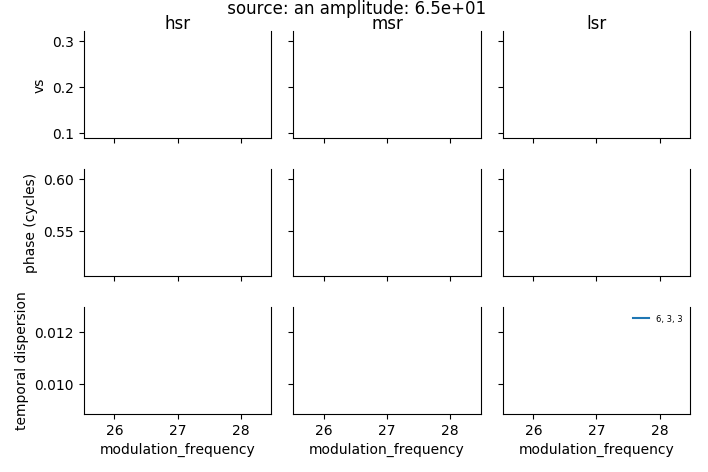 source: an amplitude: 6.5e+01
hsr msr lsr
0.3
0.2
0.1
vs
0.60
0.55
phase (cycles)
0.012
0.010
temporal dispersion
6, 3, 3
26 27 28 26 27 28 26 27 28
modulation_frequency modulation_frequency modulation_frequency